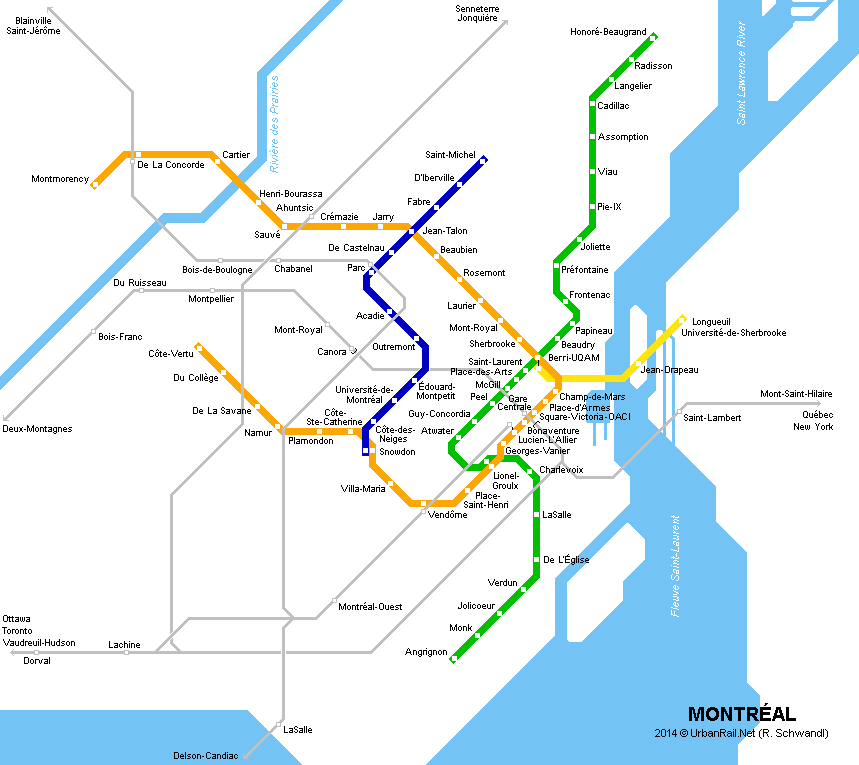 Blainville
Saint-Jérôme
Senneterre
Jonquière
Honoré-Beaugrand
Radisson
Langelier
Cadillac
Assomption
Viau
Pie-IX
Joliette
Préfontaine
Frontenac
Papineau
Beaudry
Berri-UQAM
Saint Lawrence River
Rivière des Prairies
Montmorency
De La Concorde
Cartier
Henri-Bourassa
Ahuntsic
Sauvé
Crémazie
Jarry
Saint-Michel
D'Iberville
Fabre
Jean-Talon
De Castelnau
Parc
Beaubien
Rosemont
Laurier
Mont-Royal
Sherbrooke
Bois-de-Boulogne
Chabanel
Du Ruisseau
Montpellier
Mont-Royal
Canora
Acadie
Outremont
Bois-Franc
Côte-Vertu
Du Collège
De La Savane
Namur
Plamondon
Côte-
Ste-Catherine
Université-de-
Montréal
Édouard-
Montpetit
Côte-des-
Neiges
Snowdon
Villa-Maria
Vendôme
Place-
Saint-Henri
Lionel-
Groulx
Georges-Vanier
Lucien-L'Allier
Bonaventure
Square-Victoria-OACI
Place-d'Armes
Champ-de-Mars
Saint-Laurent
Place-des-Arts
McGill
Peel
Gare
Centrale
Guy-Concordia
Atwater
Charlevoix
LaSalle
De L'Église
Verdun
Jolicoeur
Monk
Angrignon
Longueuil
Université-de-Sherbrooke
Jean-Drapeau
Saint-Lambert
Mont-Saint-Hilaire
Québec
New York
Deux-Montagnes
Montréal-Ouest
Ottawa
Toronto
Vaudreuil-Hudson
Dorval
Lachine
LaSalle
Delson-Candiac
Fleuve Saint-Laurent
MONTRÉAL
2014 © UrbanRail.Net (R. Schwandl)